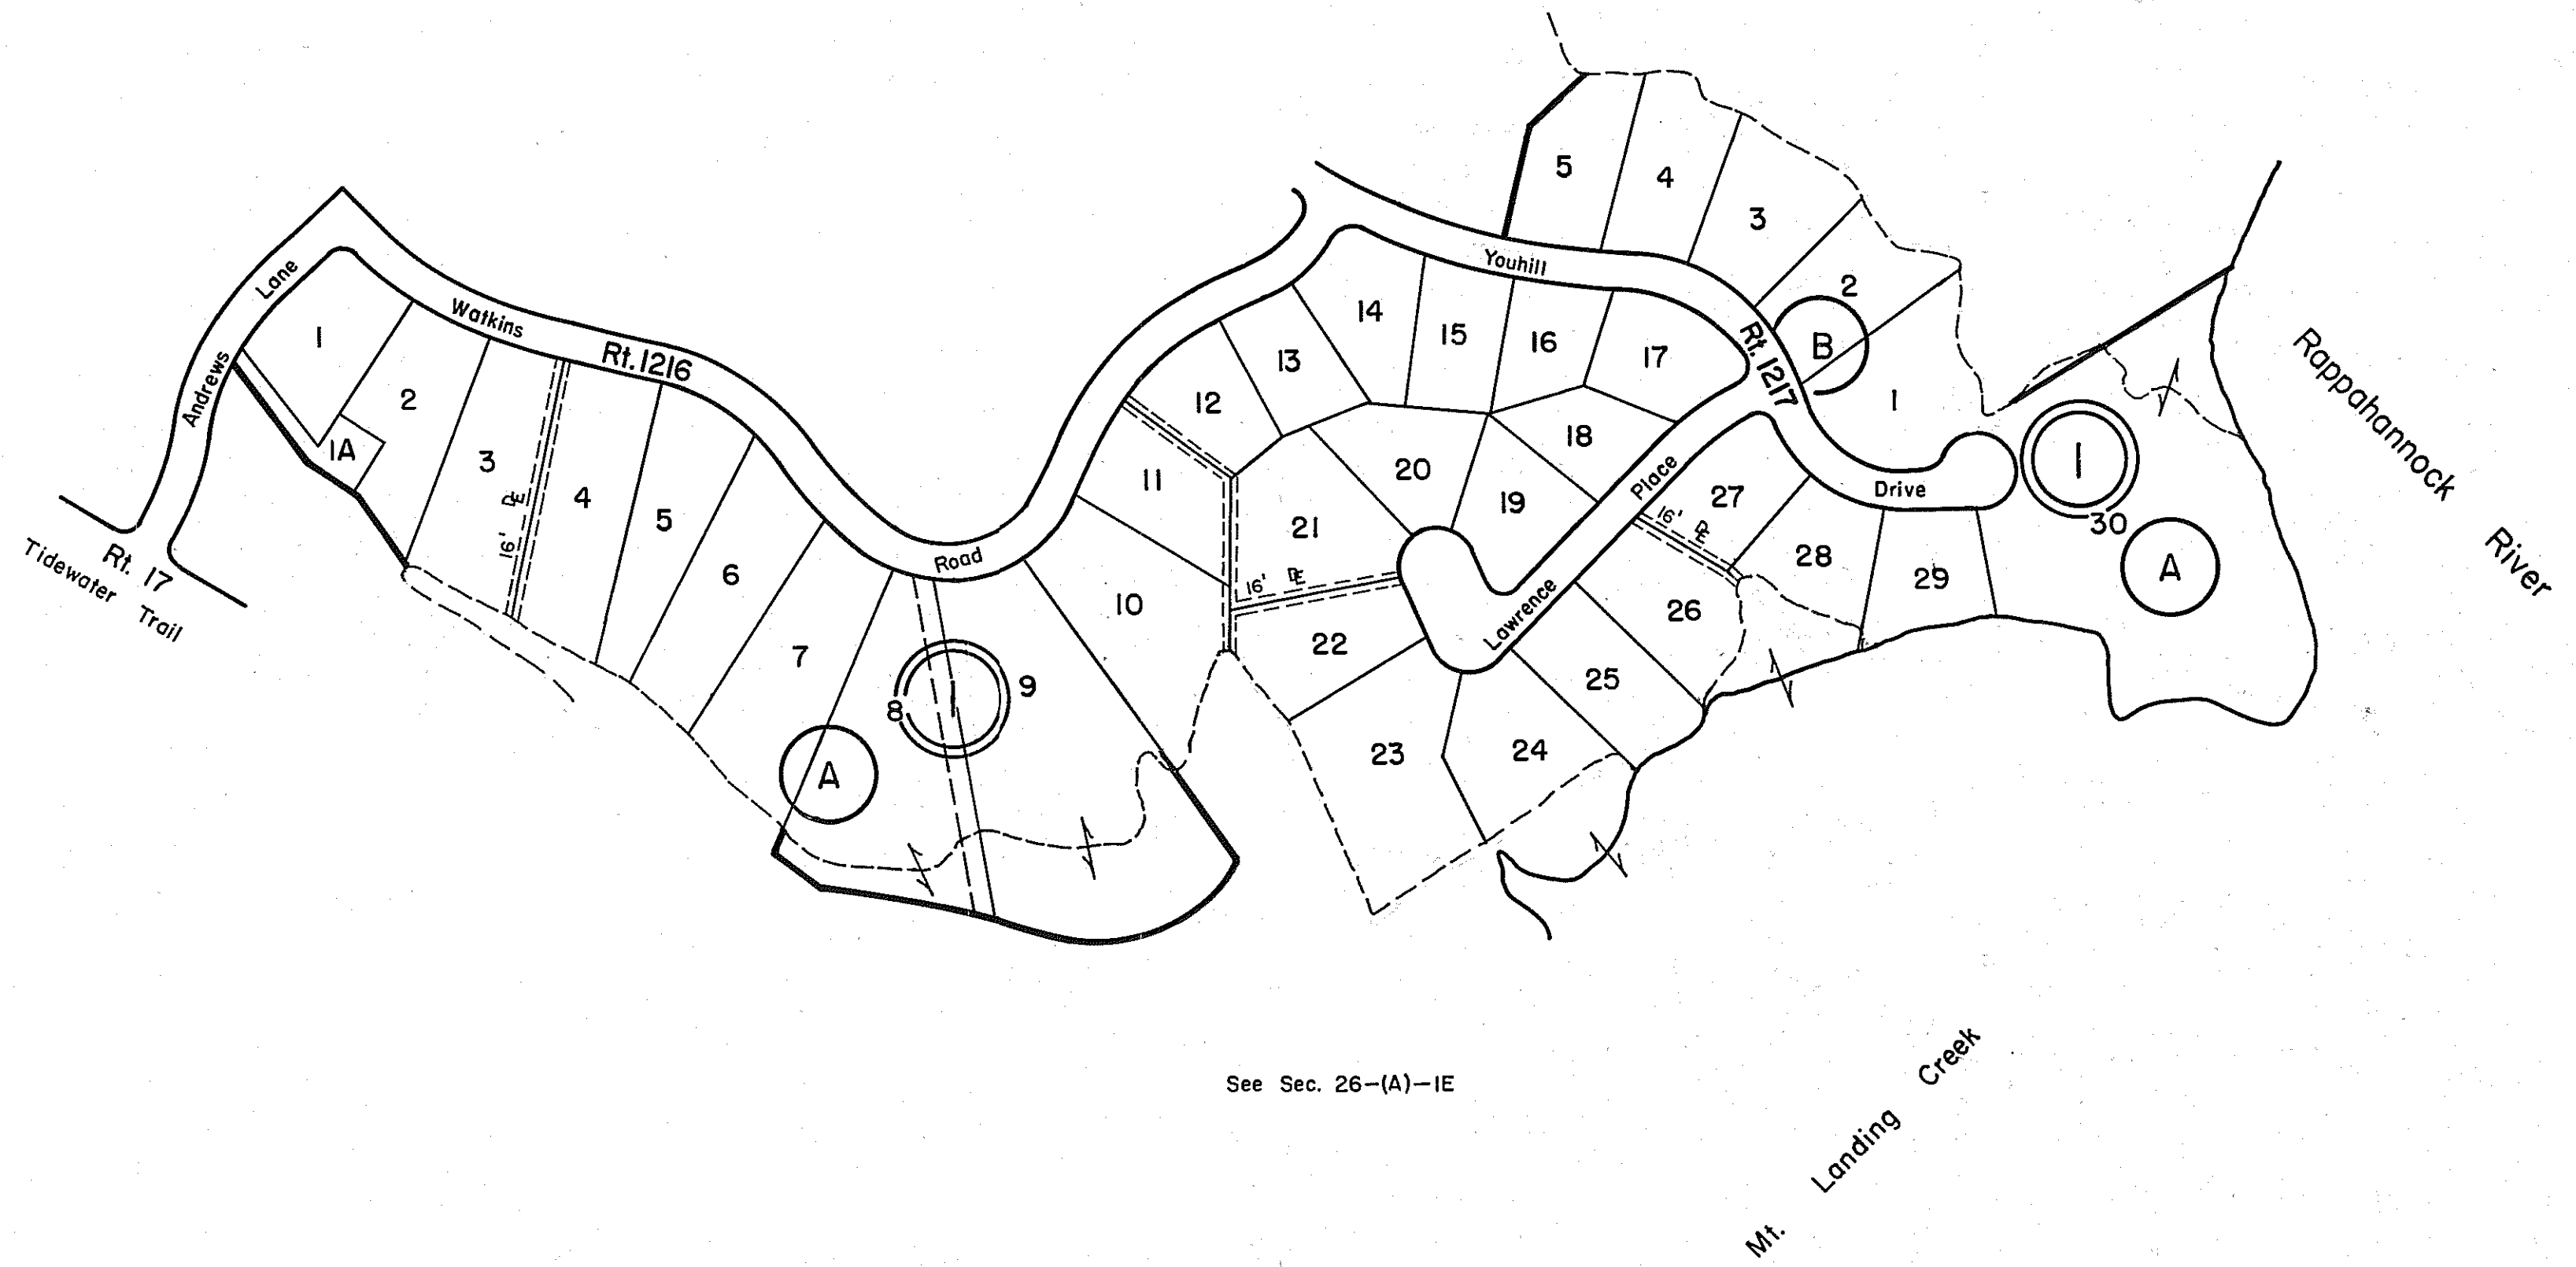 5
4
3
2
B
1
Rappahannock
River
Youhill
Rt. 1217
Drive
Lane
Andrews
Watkins
Rt. 1216
Road
1
1A
2
3
16' DE
4
5
6
7
8
1
9
A
10
11
12
13
14
15
16
17
18
19
20
21
16' DE
22
23
24
25
26
27
16' DE
28
29
1
30
A
Lawrence Place
Rt. 17
Tidewater Trail
See Sec. 26-(A)-1E
Mt. Landing Creek